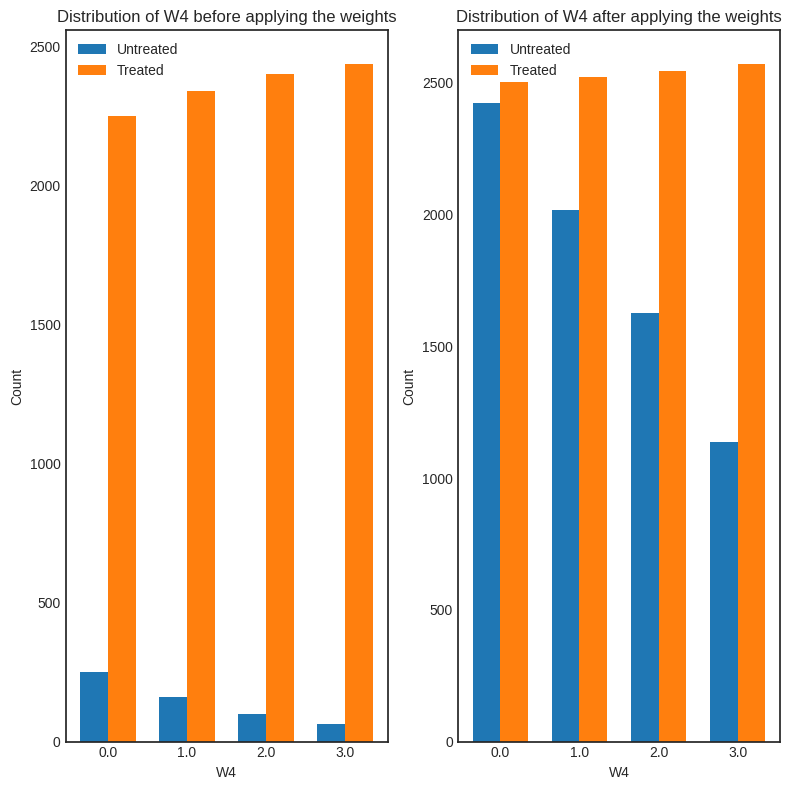 Distribution of W4 before applying the weights
Untreated
Treated
2500
2000
1500
1000
500
0
Count
0.0 1.0 2.0 3.0
W4
Distribution of W4 after applying the weights
Untreated
Treated
2500
2000
1500
1000
500
0
Count
0.0 1.0 2.0 3.0
W4